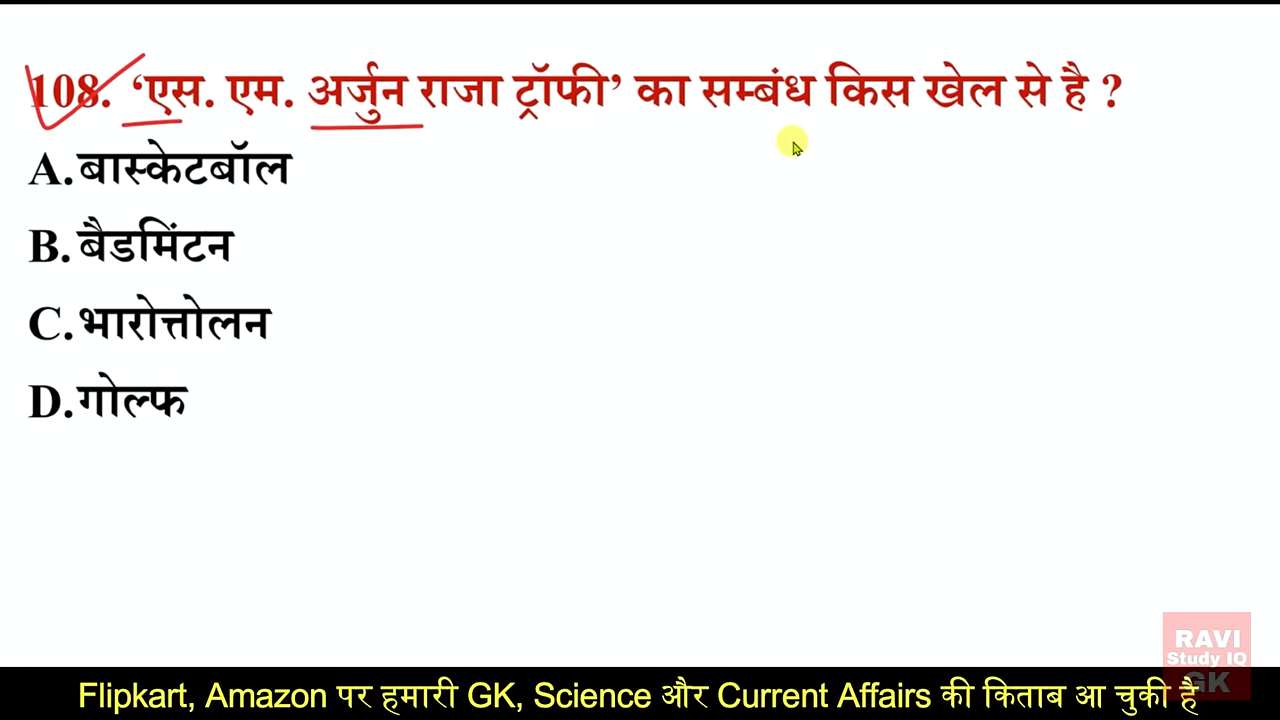 108. ‘एस. एम. अर्जुन राजा ट्रॉफी’ का सम्बंध किस खेल से है ?
A. बास्केटबॉल
B. बैडमिंटन
C. भारोत्तोलन
D. गोल्फ
RAVI
Study IQ
GK
Flipkart, Amazon पर हमारी GK, Science और Current Affairs की किताब आ चुकी है